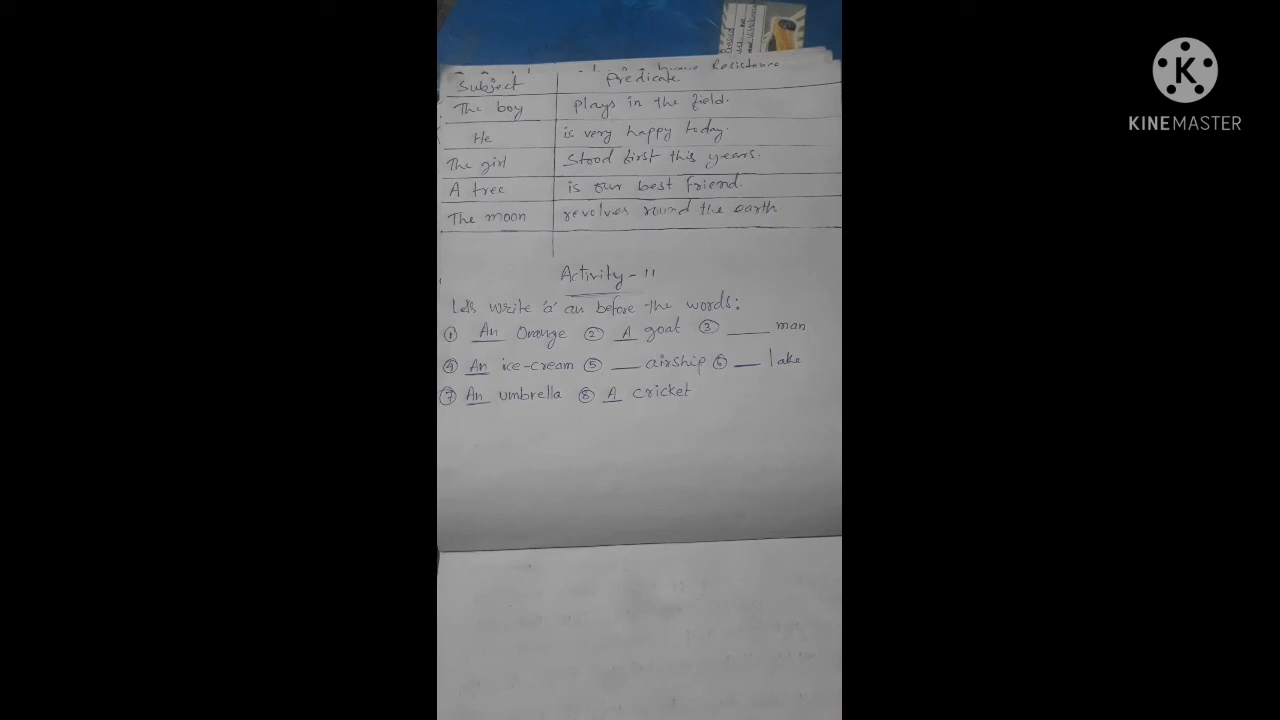 Resistance
Subject Predicate
The boy plays in the field.
He is very happy today.
The girl stood first this years.
A tree is our best friend.
The moon revolves round the earth.
Activity - 11
Let's write 'a' an before the words:
① An Orange ② A goat ③ ____ man
④ An ice-cream ⑤ ___ airship ⑥ ___ lake
⑦ An umbrella ⑧ A cricket
K
KINEMASTER